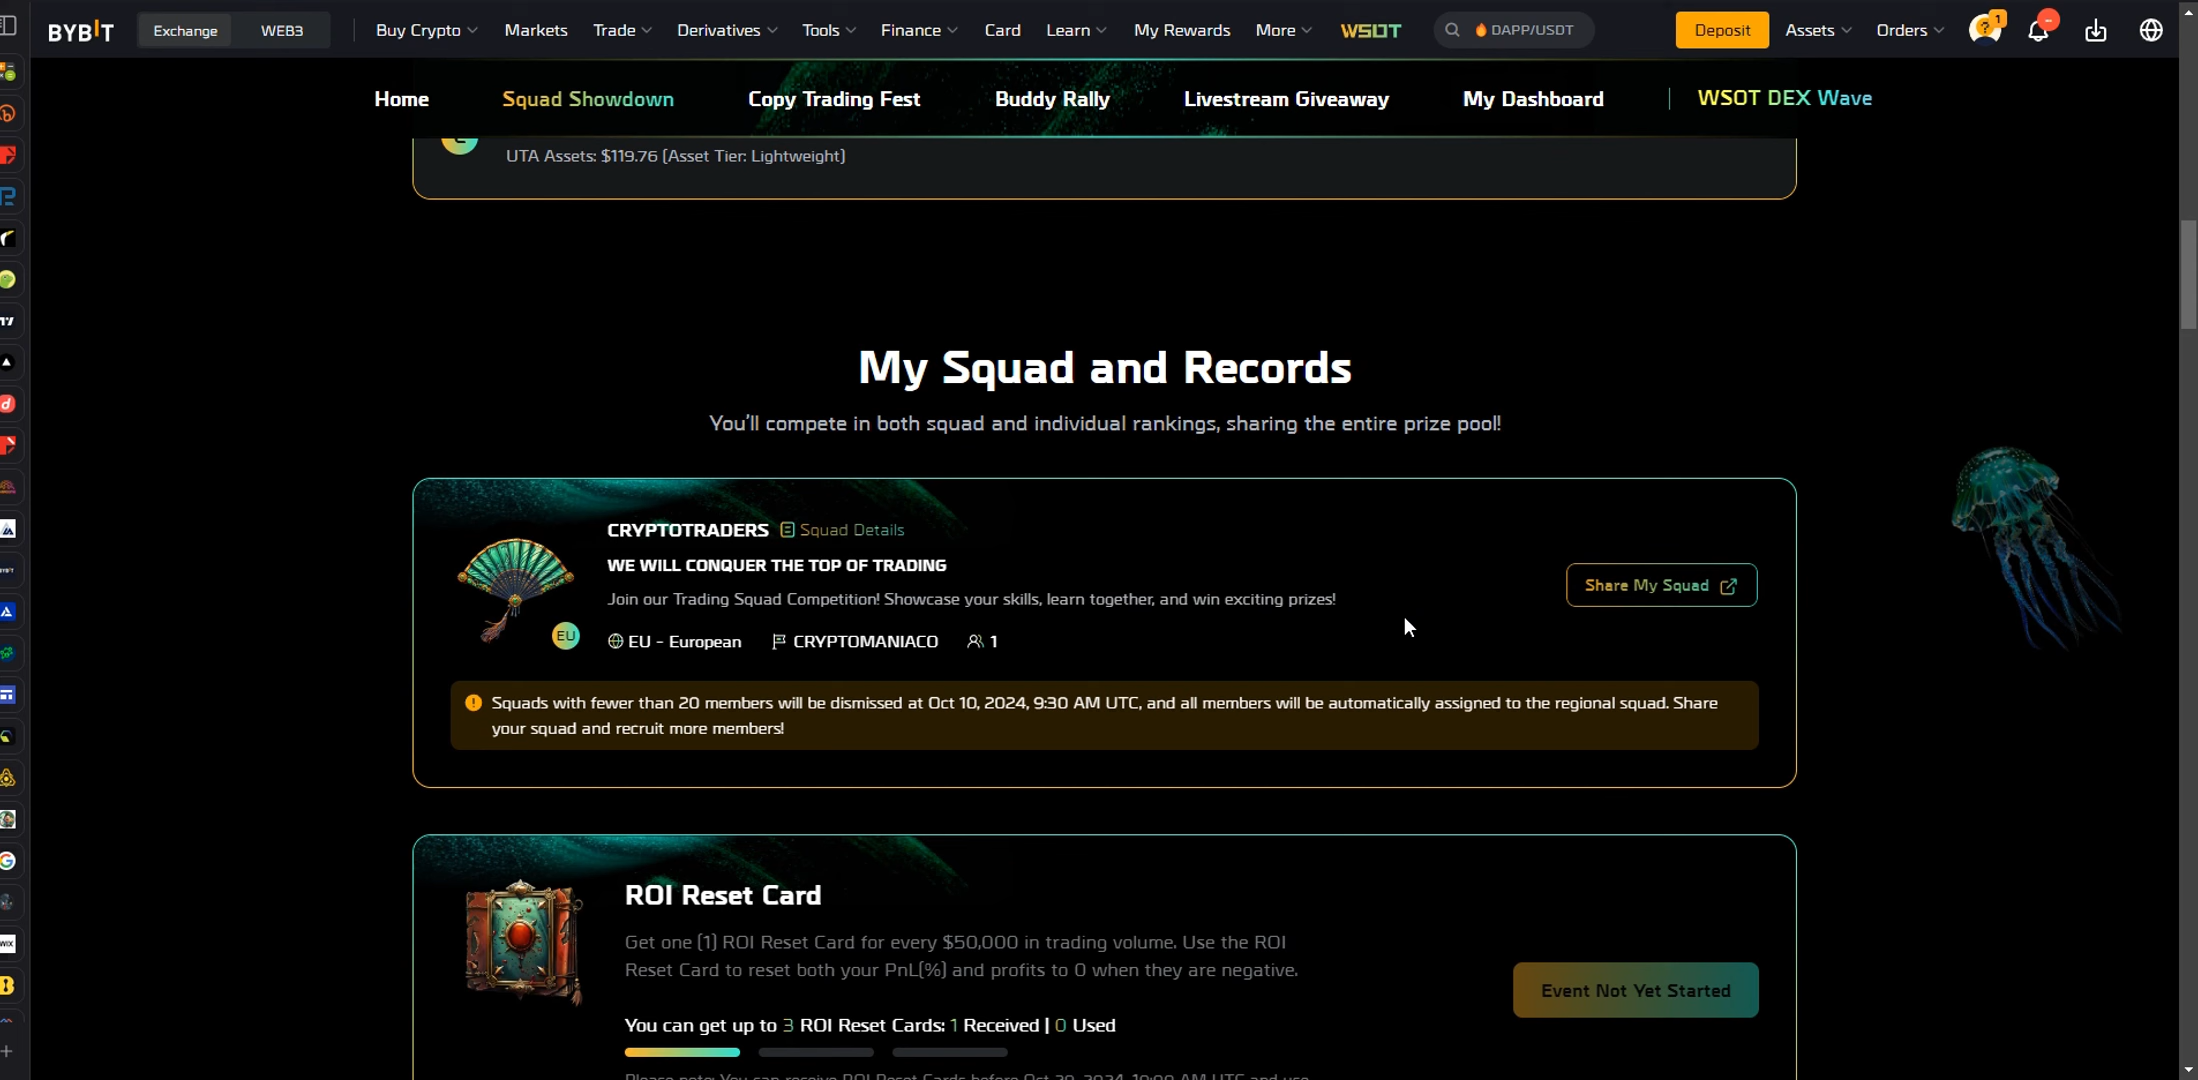 BYBIT Exchange WEB3 Buy Crypto Markets Trade Derivatives Tools Finance Card Learn My Rewards More WSOT DAPP/USDT Deposit Assets Orders 1
Home Squad Showdown Copy Trading Fest Buddy Rally Livestream Giveaway My Dashboard WSOT DEX Wave
UTA Assets: $119.76 (Asset Tier: Lightweight)
My Squad and Records
You'll compete in both squad and individual rankings, sharing the entire prize pool!
CRYPTOTRADERS Squad Details
WE WILL CONQUER THE TOP OF TRADING
Join our Trading Squad Competition! Showcase your skills, learn together, and win exciting prizes!
Share My Squad
EU EU - European CRYPTOMANIACO 1
Squads with fewer than 20 members will be dismissed at Oct 10, 2024, 9:30 AM UTC, and all members will be automatically assigned to the regional squad. Share
your squad and recruit more members!
ROI Reset Card
Get one (1) ROI Reset Card for every $50,000 in trading volume. Use the ROI
Reset Card to reset both your PnL(%) and profits to 0 when they are negative.
Event Not Yet Started
You can get up to 3 ROI Reset Cards: 1 Received | 0 Used